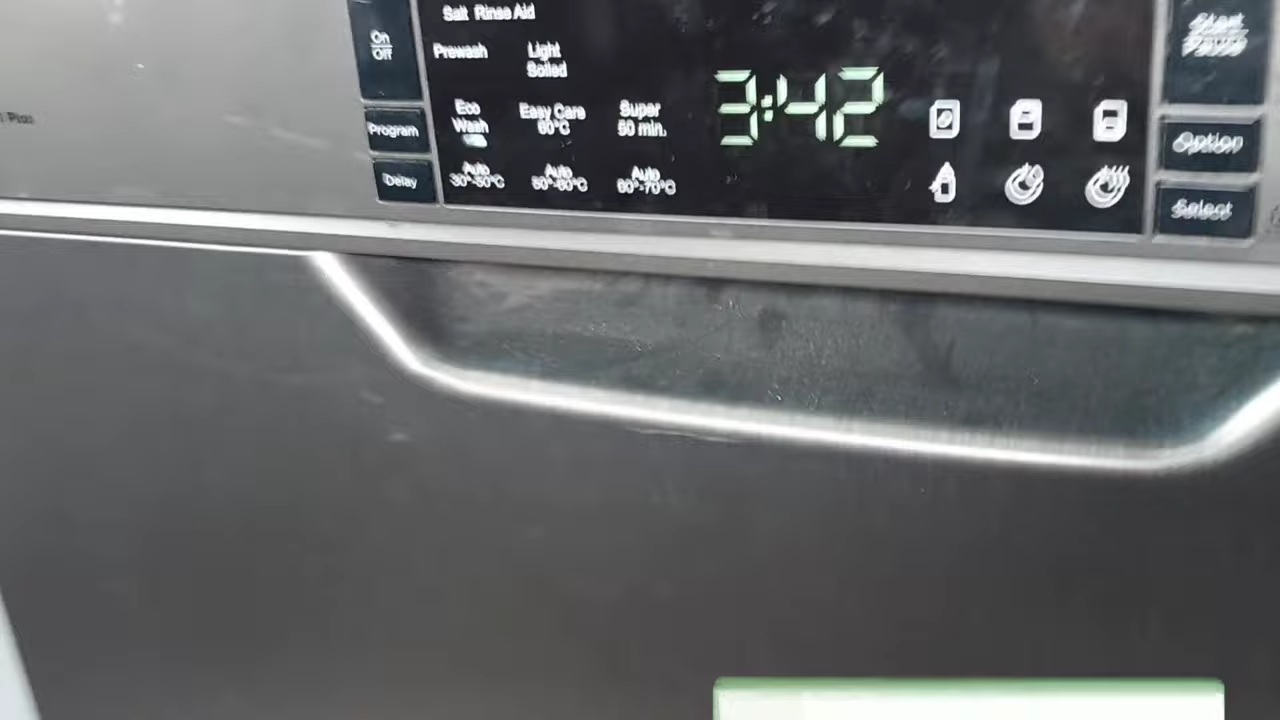 Salt Rinse Aid
On
Off
Prewash
Light
Soiled
Start
Pause
Eco
Wash
Easy Care
60°C
Super
50 min.
3:42
Program
Option
Auto
30°-50°C
Auto
50°-60°C
Auto
60°-70°C
Delay
Select